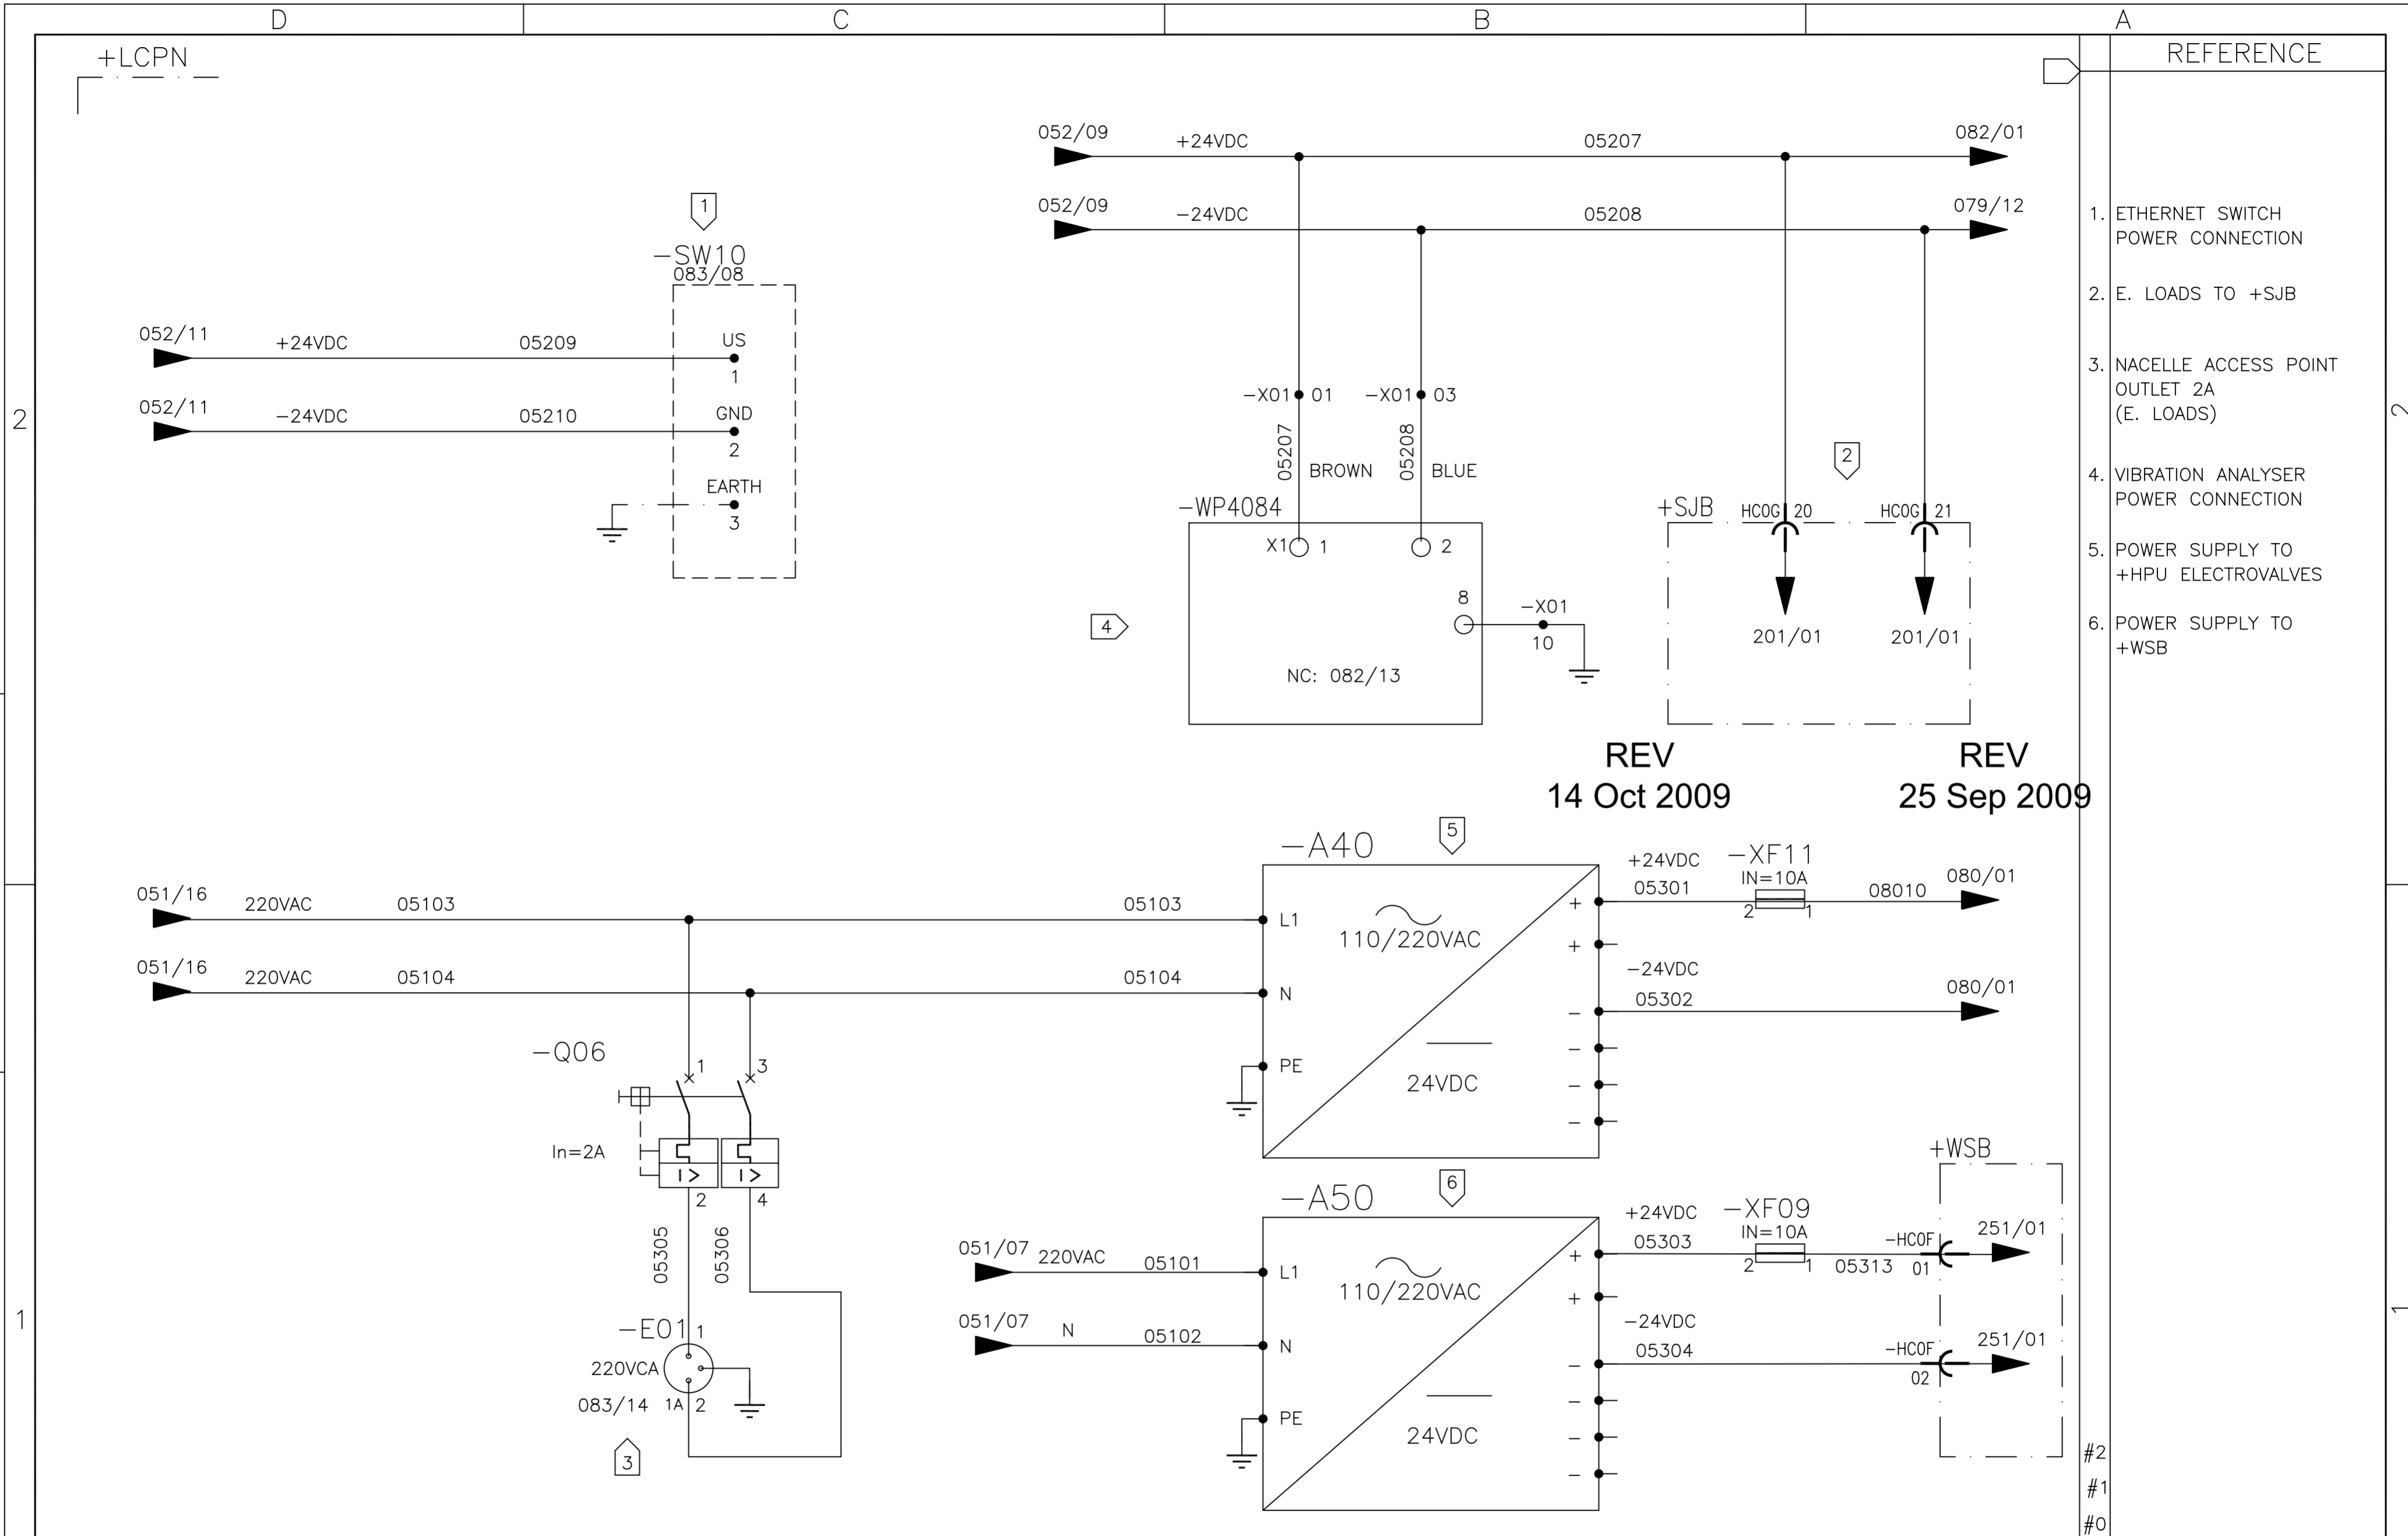 D
C
B
A
+LCPN
REFERENCE
052/09
+24VDC
05207
082/01
052/09
-24VDC
05208
079/12
1
-SW10
083/08
052/11
+24VDC
05209
US
1
052/11
-24VDC
05210
GND
2
EARTH
3
-X01
01
-X01
03
05207
BROWN
05208
BLUE
-WP4084
X1
1
2
8
-X01
10
4
NC: 082/13
2
+SJB
HC0G
20
HC0G
21
201/01
201/01
1. ETHERNET SWITCH
POWER CONNECTION
2. E. LOADS TO +SJB
3. NACELLE ACCESS POINT
OUTLET 2A
(E. LOADS)
4. VIBRATION ANALYSER
POWER CONNECTION
5. POWER SUPPLY TO
+HPU ELECTROVALVES
6. POWER SUPPLY TO
+WSB
2
2
REV
14 Oct 2009
REV
25 Sep 2009
051/16
220VAC
05103
05103
051/16
220VAC
05104
05104
-A40
5
L1
N
PE
110/220VAC
24VDC
+
+
-
-
-
-
+24VDC
05301
-XF11
IN=10A
2
1
08010
080/01
-24VDC
05302
080/01
-Q06
1
3
In=2A
I>
I>
2
4
05305
05306
-E01
1
220VCA
083/14
1A
2
3
051/07
220VAC
05101
051/07
N
05102
-A50
6
L1
N
PE
110/220VAC
24VDC
+
+
-
-
-
-
+24VDC
05303
-XF09
IN=10A
2
1
05313
-24VDC
05304
+WSB
-HC0F
01
251/01
-HC0F
02
251/01
1
1
#2
#1
#0